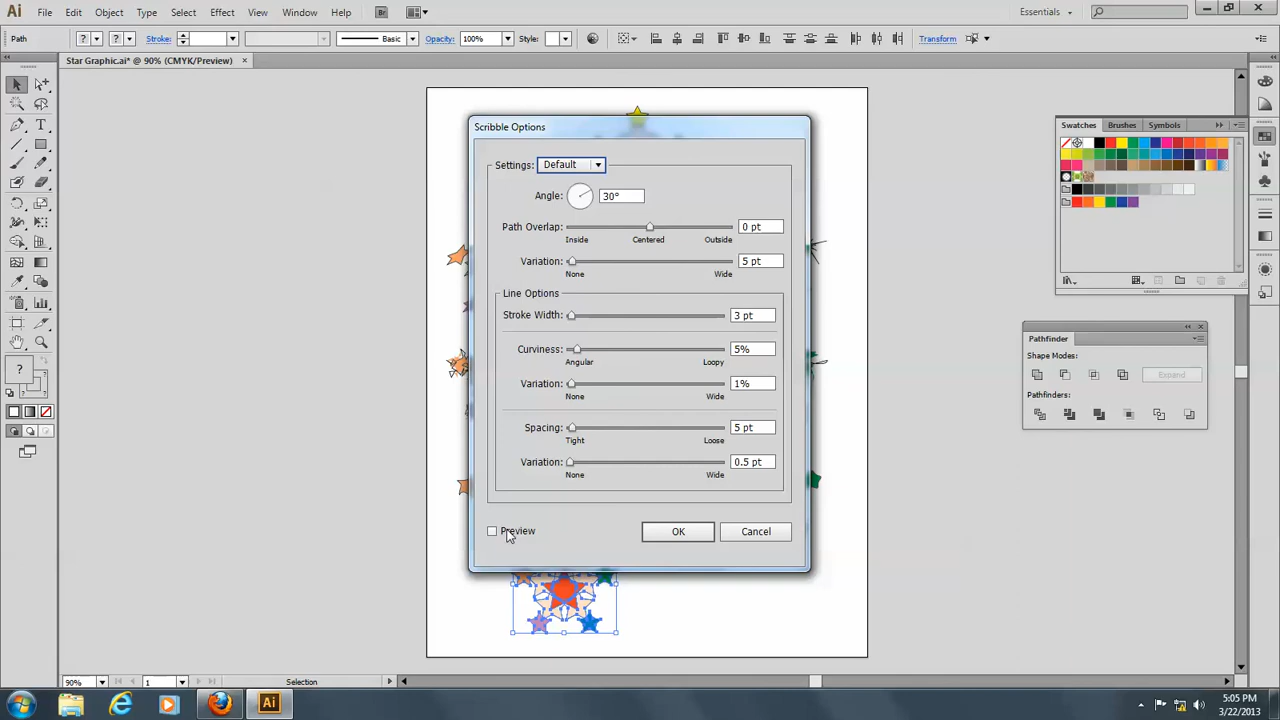 Ai File Edit Object Type Select Effect View Window Help Br Essentials
Path ? ? Stroke: Basic Opacity: 100% Style: Transform
Star Graphic.ai* @ 90% (CMYK/Preview) ×
Scribble Options
Settings: Default
Angle: 30°
Path Overlap: 0 pt
Inside Centered Outside
Variation: 5 pt
None Wide
Line Options
Stroke Width: 3 pt
Curviness: 5%
Angular Loopy
Variation: 1%
None Wide
Spacing: 5 pt
Tight Loose
Variation: 0.5 pt
None Wide
Preview OK Cancel
Swatches Brushes Symbols
Pathfinder
Shape Modes:
Expand
Pathfinders:
T
?
90% 1 Selection
Ai 5:05 PM
3/22/2013